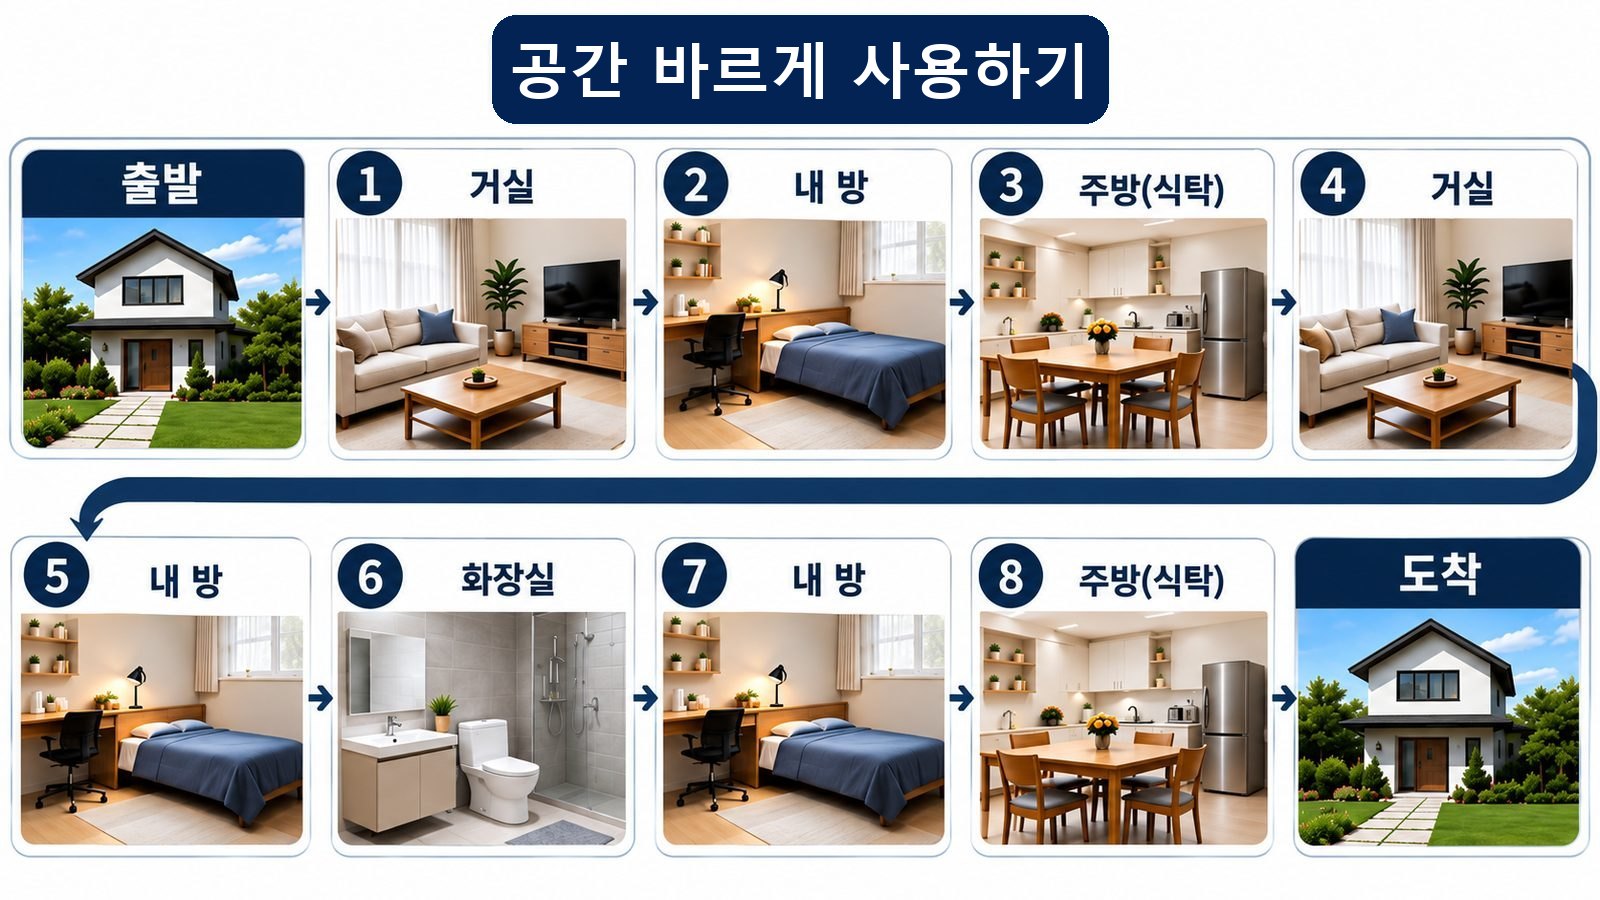 공간 바르게 사용하기
출발
1 거실
2 내 방
3 주방(식탁)
4 거실
5 내 방
6 화장실
7 내 방
8 주방(식탁)
도착